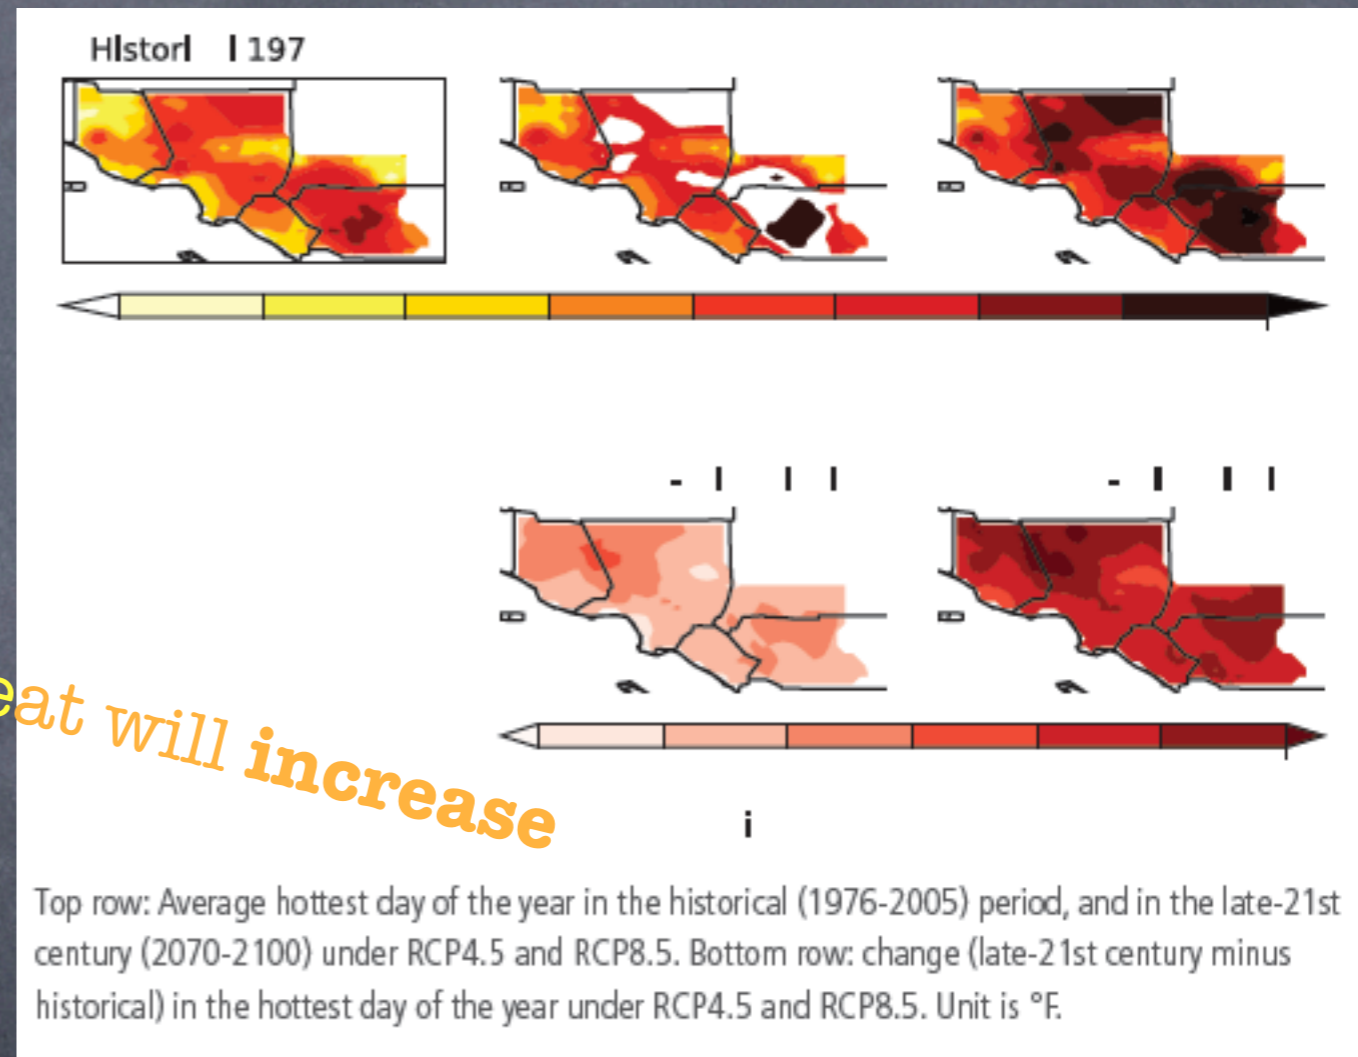 HIstorI I 197
eat will increase
Top row: Average hottest day of the year in the historical (1976-2005) period, and in the late-21st
century (2070-2100) under RCP4.5 and RCP8.5. Bottom row: change (late-21st century minus
historical) in the hottest day of the year under RCP4.5 and RCP8.5. Unit is °F.